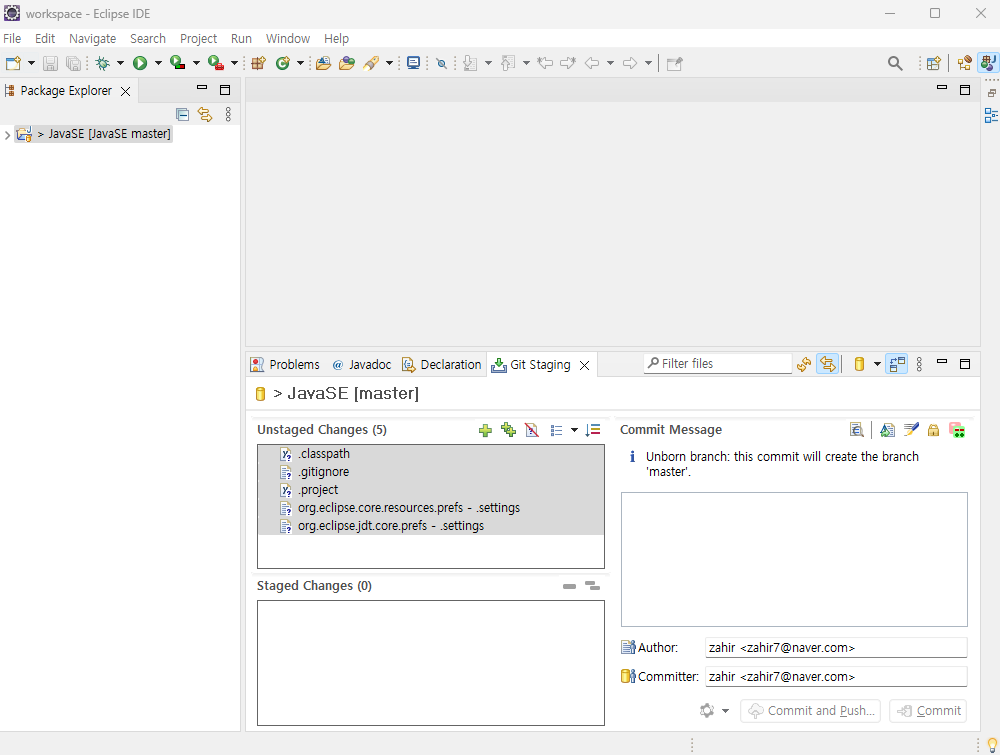 workspace - Eclipse IDE
File Edit Navigate Search Project Run Window Help
Package Explorer
> JavaSE [JavaSE master]
Problems @ Javadoc Declaration Git Staging Filter files
> JavaSE [master]
Unstaged Changes (5)
.classpath
.gitignore
.project
org.eclipse.core.resources.prefs - .settings
org.eclipse.jdt.core.prefs - .settings
Staged Changes (0)
Commit Message
Unborn branch: this commit will create the branch
'master'.
Author: zahir <zahir7@naver.com>
Committer: zahir <zahir7@naver.com>
Commit and Push... Commit